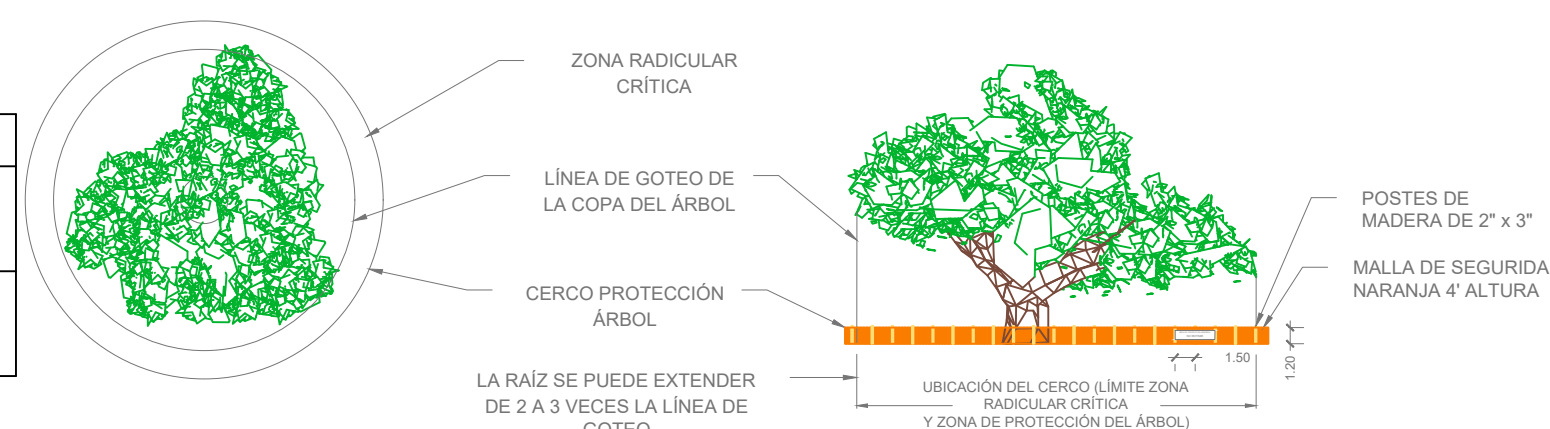 ZONA RADICULAR
CRÍTICA
LÍNEA DE GOTEO DE
LA COPA DEL ÁRBOL
CERCO PROTECCIÓN
ÁRBOL
LA RAÍZ SE PUEDE EXTENDER
DE 2 A 3 VECES LA LÍNEA DE
GOTEO
POSTES DE
MADERA DE 2" x 3"
MALLA DE SEGURIDA
NARANJA 4' ALTURA
1.50
1.20
UBICACIÓN DEL CERCO (LÍMITE ZONA
RADICULAR CRÍTICA
Y ZONA DE PROTECCIÓN DEL ÁRBOL)